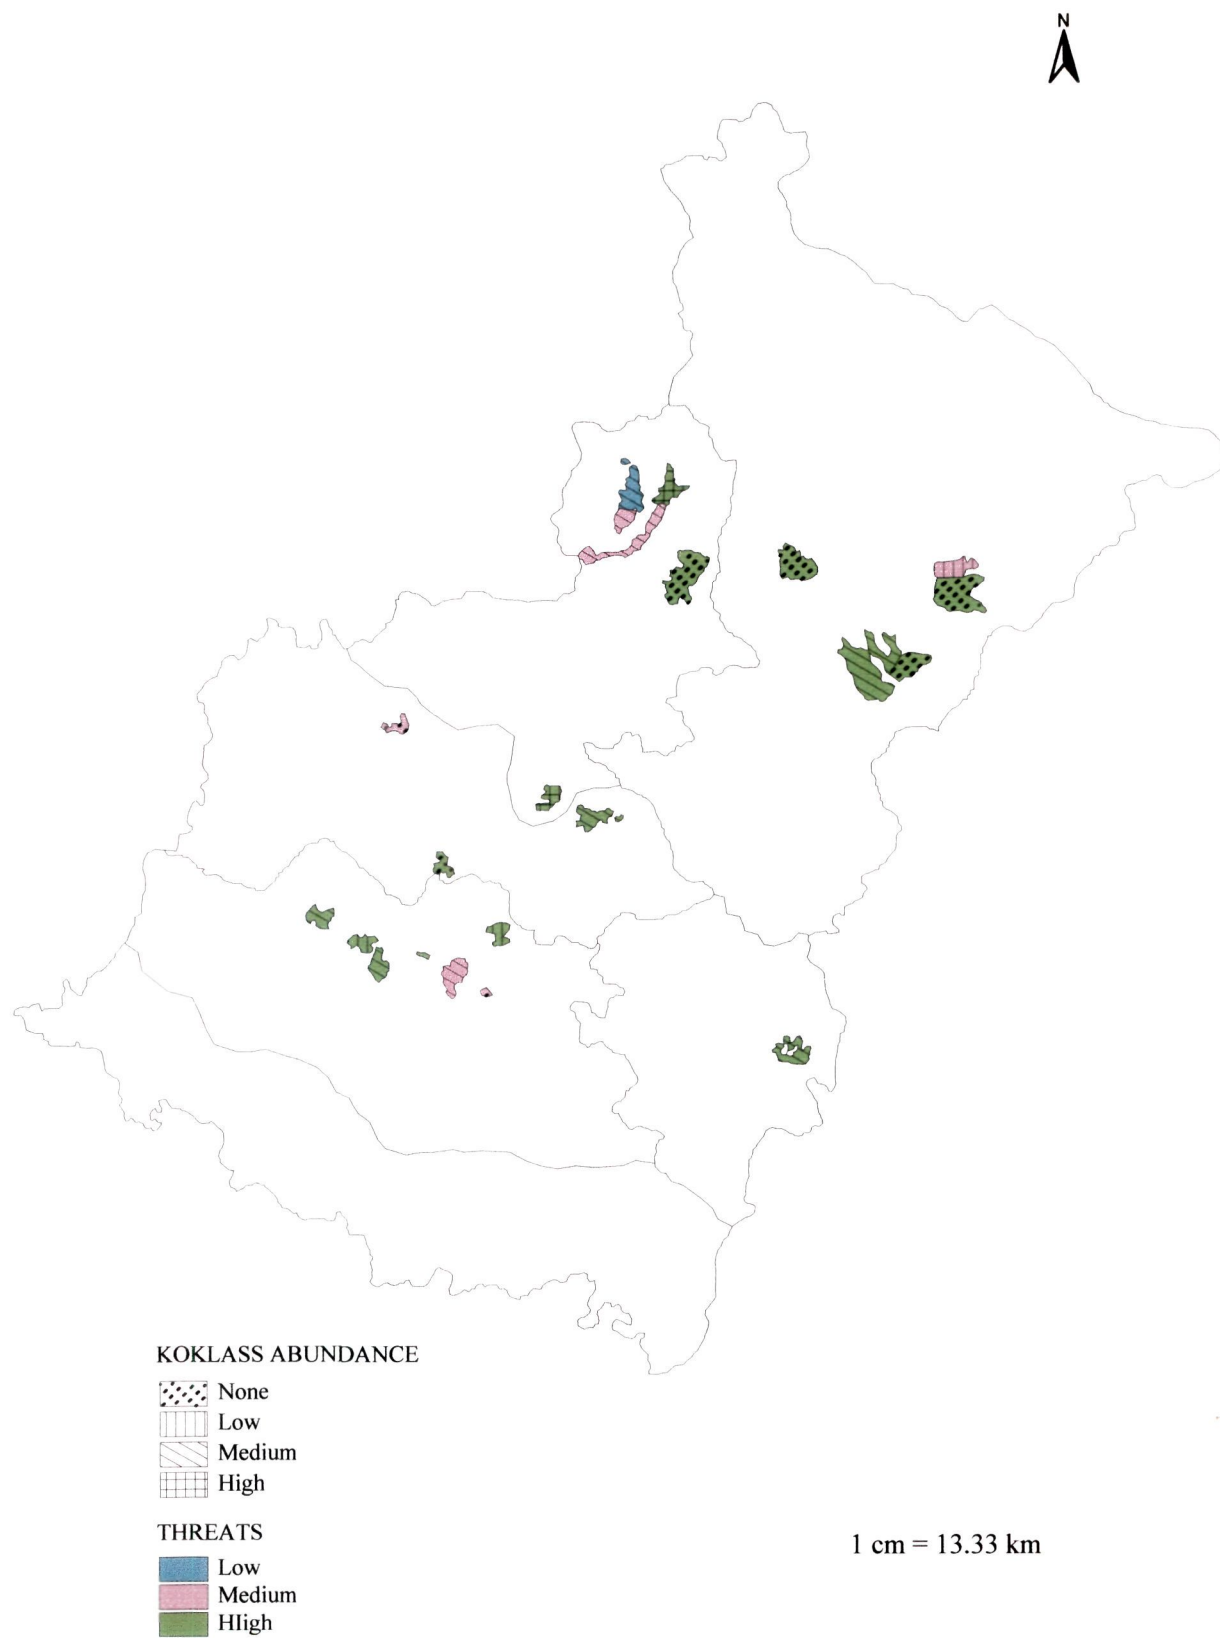 N
KOKLASS ABUNDANCE
None
Low
Medium
High
THREATS
Low
Medium
HIigh
1 cm = 13.33 km